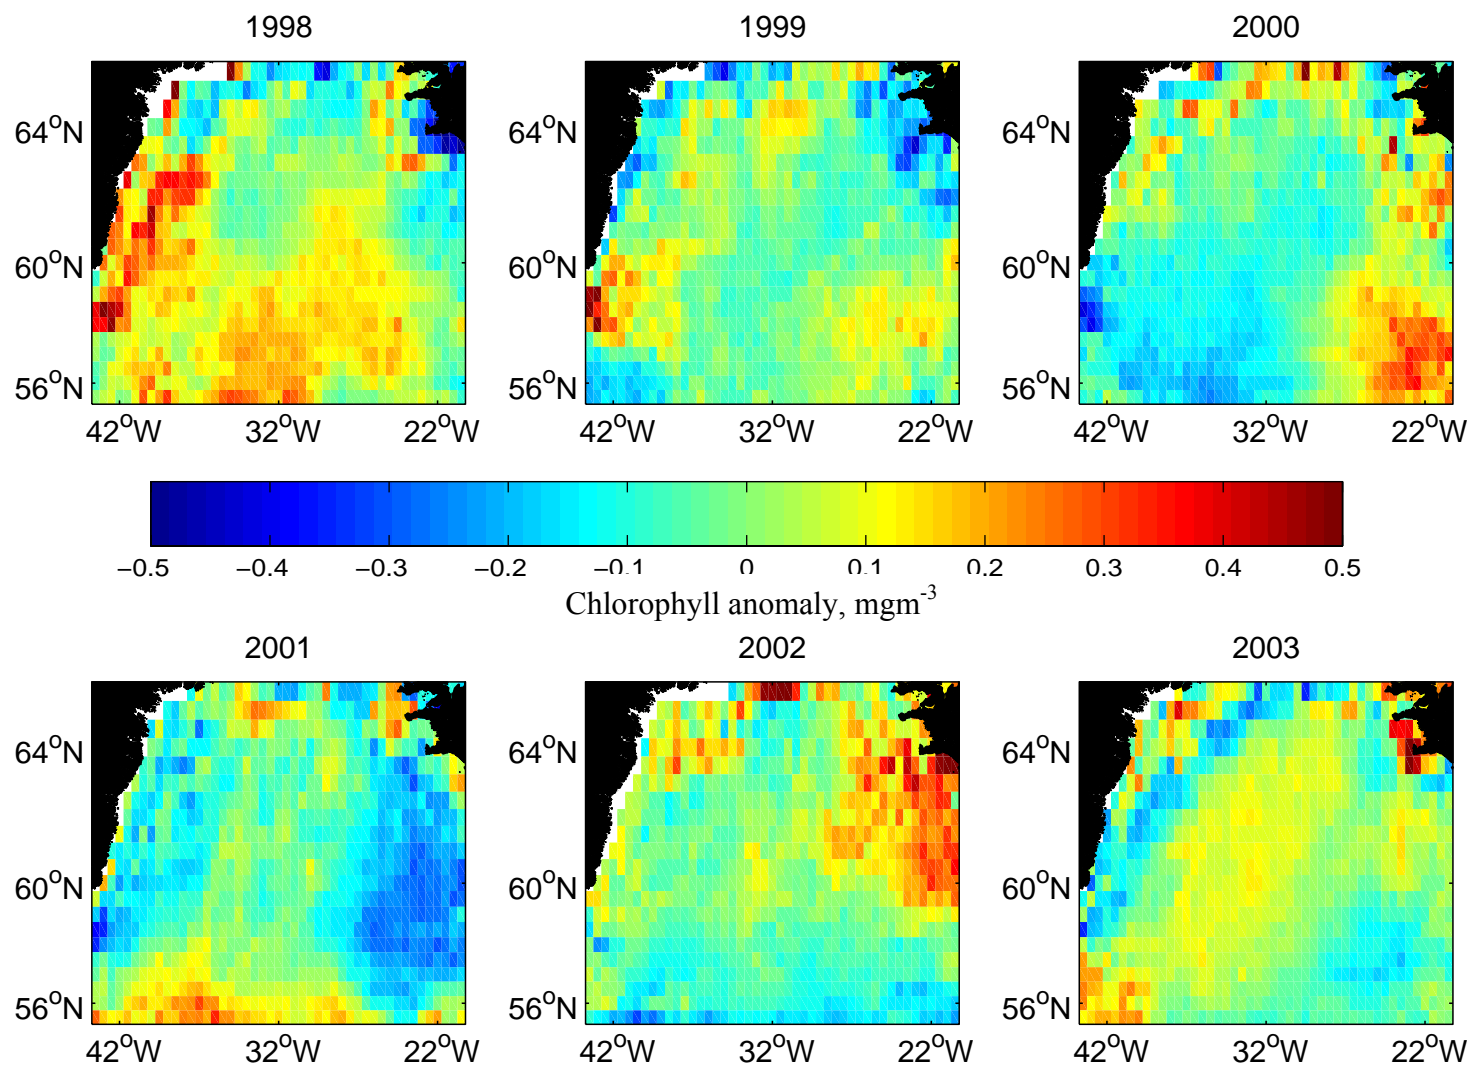 1998 1999 2000
64°N 64°N 64°N
60°N 60°N 60°N
56°N 56°N 56°N
42°W 32°W 22°W 42°W 32°W 22°W 42°W 32°W 22°W
−0.5 −0.4 −0.3 −0.2 −0.1 0 0.1 0.2 0.3 0.4 0.5
Chlorophyll anomaly, mgm-3
2001 2002 2003
64°N 64°N 64°N
60°N 60°N 60°N
56°N 56°N 56°N
42°W 32°W 22°W 42°W 32°W 22°W 42°W 32°W 22°W